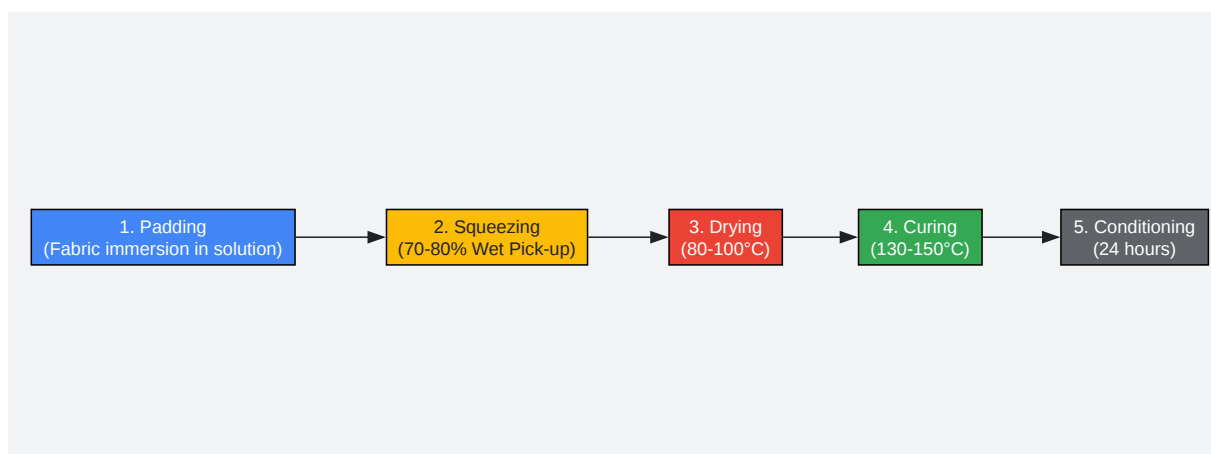 1. Padding
(Fabric immersion in solution)
2. Squeezing
(70-80% Wet Pick-up)
3. Drying
(80-100°C)
4. Curing
(130-150°C)
5. Conditioning
(24 hours)